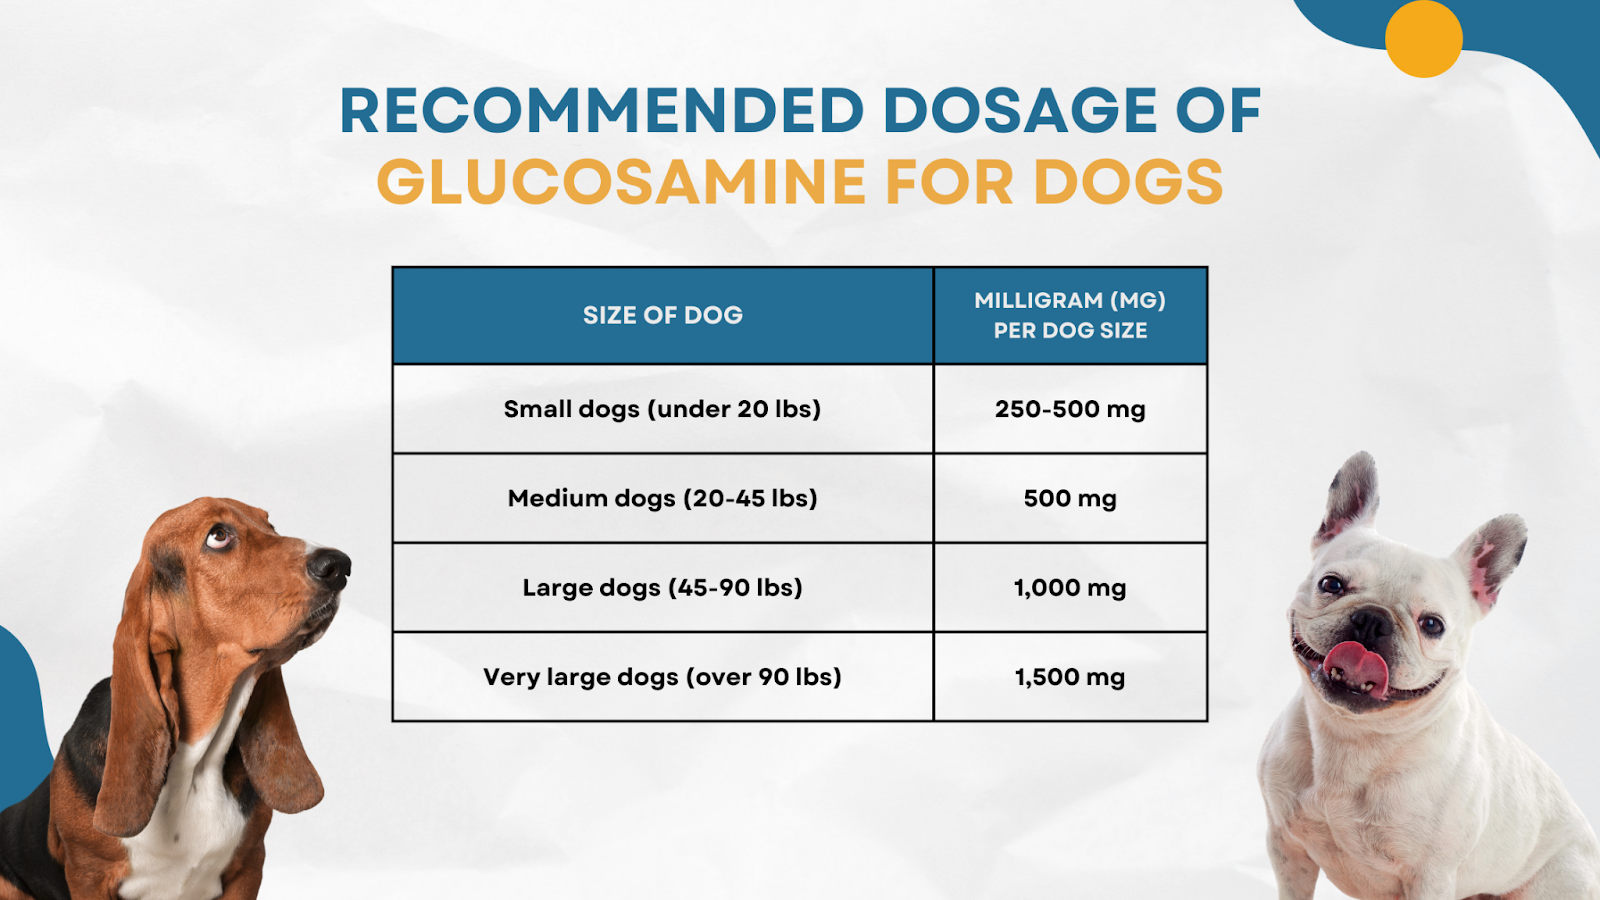 RECOMMENDED DOSAGE OF
GLUCOSAMINE FOR DOGS
SIZE OF DOG
MILLIGRAM (MG)
PER DOG SIZE
Small dogs (under 20 lbs)
250-500 mg
Medium dogs (20-45 lbs)
500 mg
Large dogs (45-90 lbs)
1,000 mg
Very large dogs (over 90 lbs)
1,500 mg